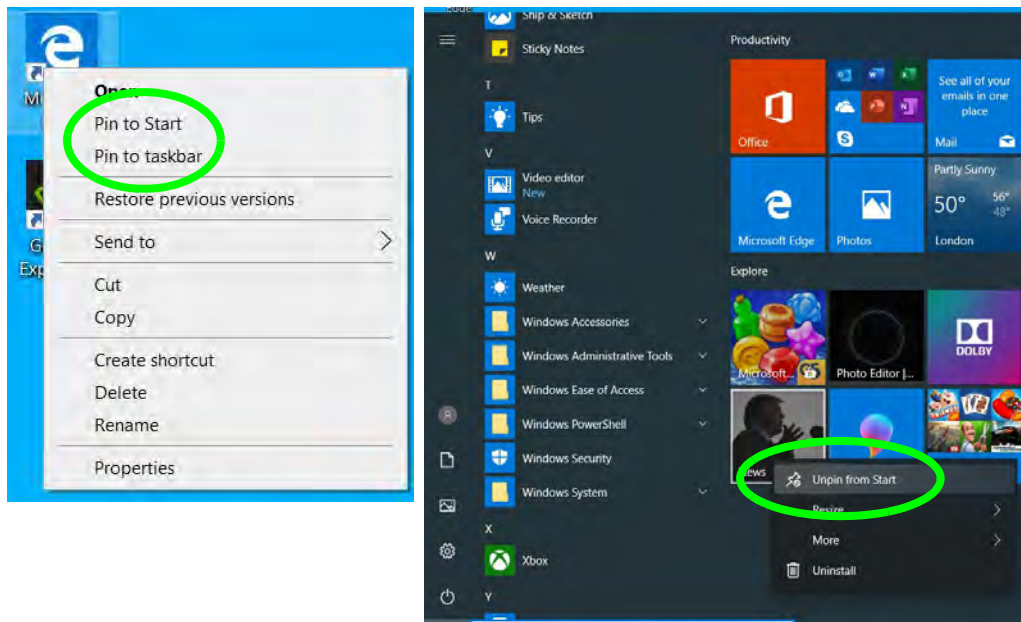 Open
Pin to Start
Pin to taskbar
Restore previous versions
Send to
Cut
Copy
Create shortcut
Delete
Rename
Properties
Edge
Snip & Sketch
Sticky Notes
T
Tips
V
Video editor
New
Voice Recorder
W
Weather
Windows Accessories
Windows Administrative Tools
Windows Ease of Access
Windows PowerShell
Windows Security
Windows System
X
Xbox
Y
Productivity
Office
See all of your
emails in one
place
Mail
Microsoft Edge
Photos
Partly Sunny
50° 56°
48°
London
Explore
Microsoft...
Photo Editor |...
DOLBY
News
Unpin from Start
Resize
More
Uninstall